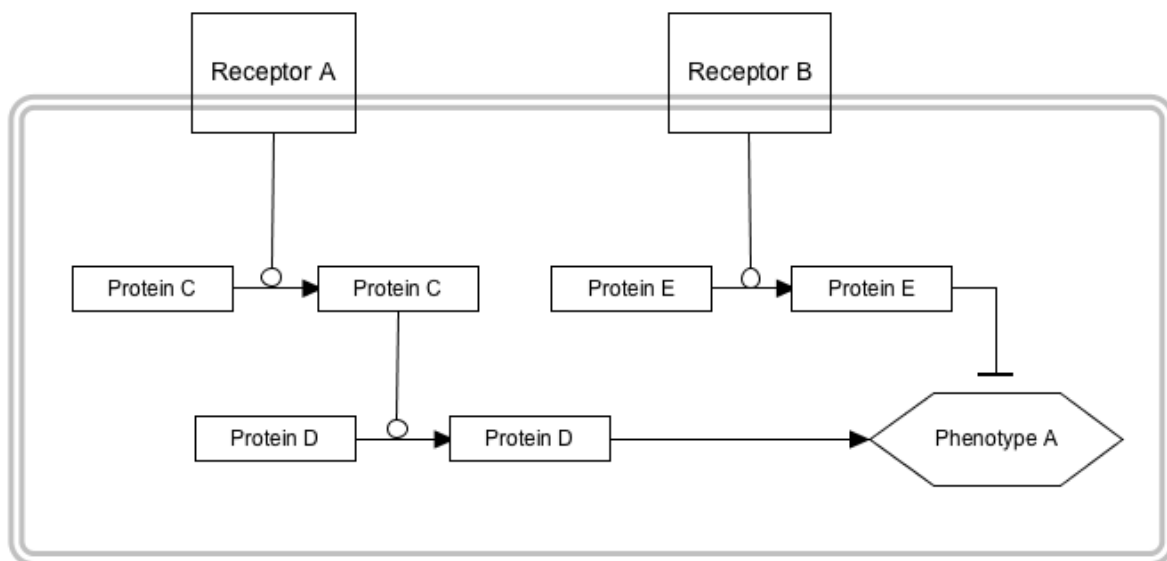 Receptor A
Receptor B
Protein C
Protein C
Protein E
Protein E
Protein D
Protein D
Phenotype A